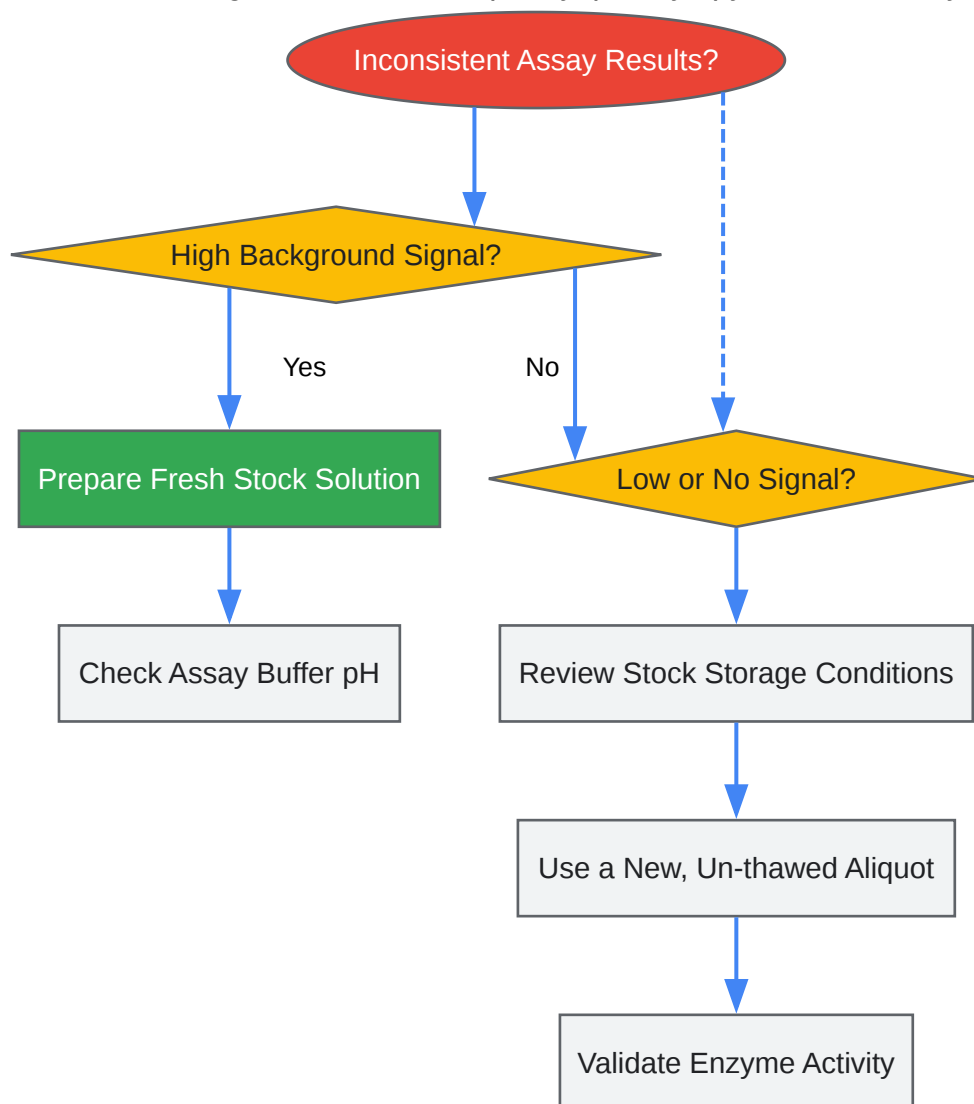 Inconsistent Assay Results?
High Background Signal?
Yes
No
Prepare Fresh Stock Solution
Low or No Signal?
Check Assay Buffer pH
Review Stock Storage Conditions
Use a New, Un-thawed Aliquot
Validate Enzyme Activity